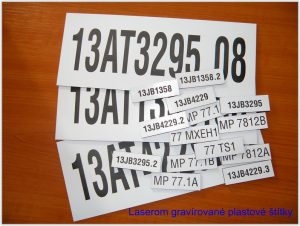 13AT3295 08
13JB1358.2
13JB1358
13JB4229
13JB3295
13AT
MP 77.1
13JB4229.2
MP 7812B
77 MXEH1
77 TS1
13JB3295.2
MP 7812A
MP 77.1A
13JB4229.3
Laserom gravírované plastové štítky